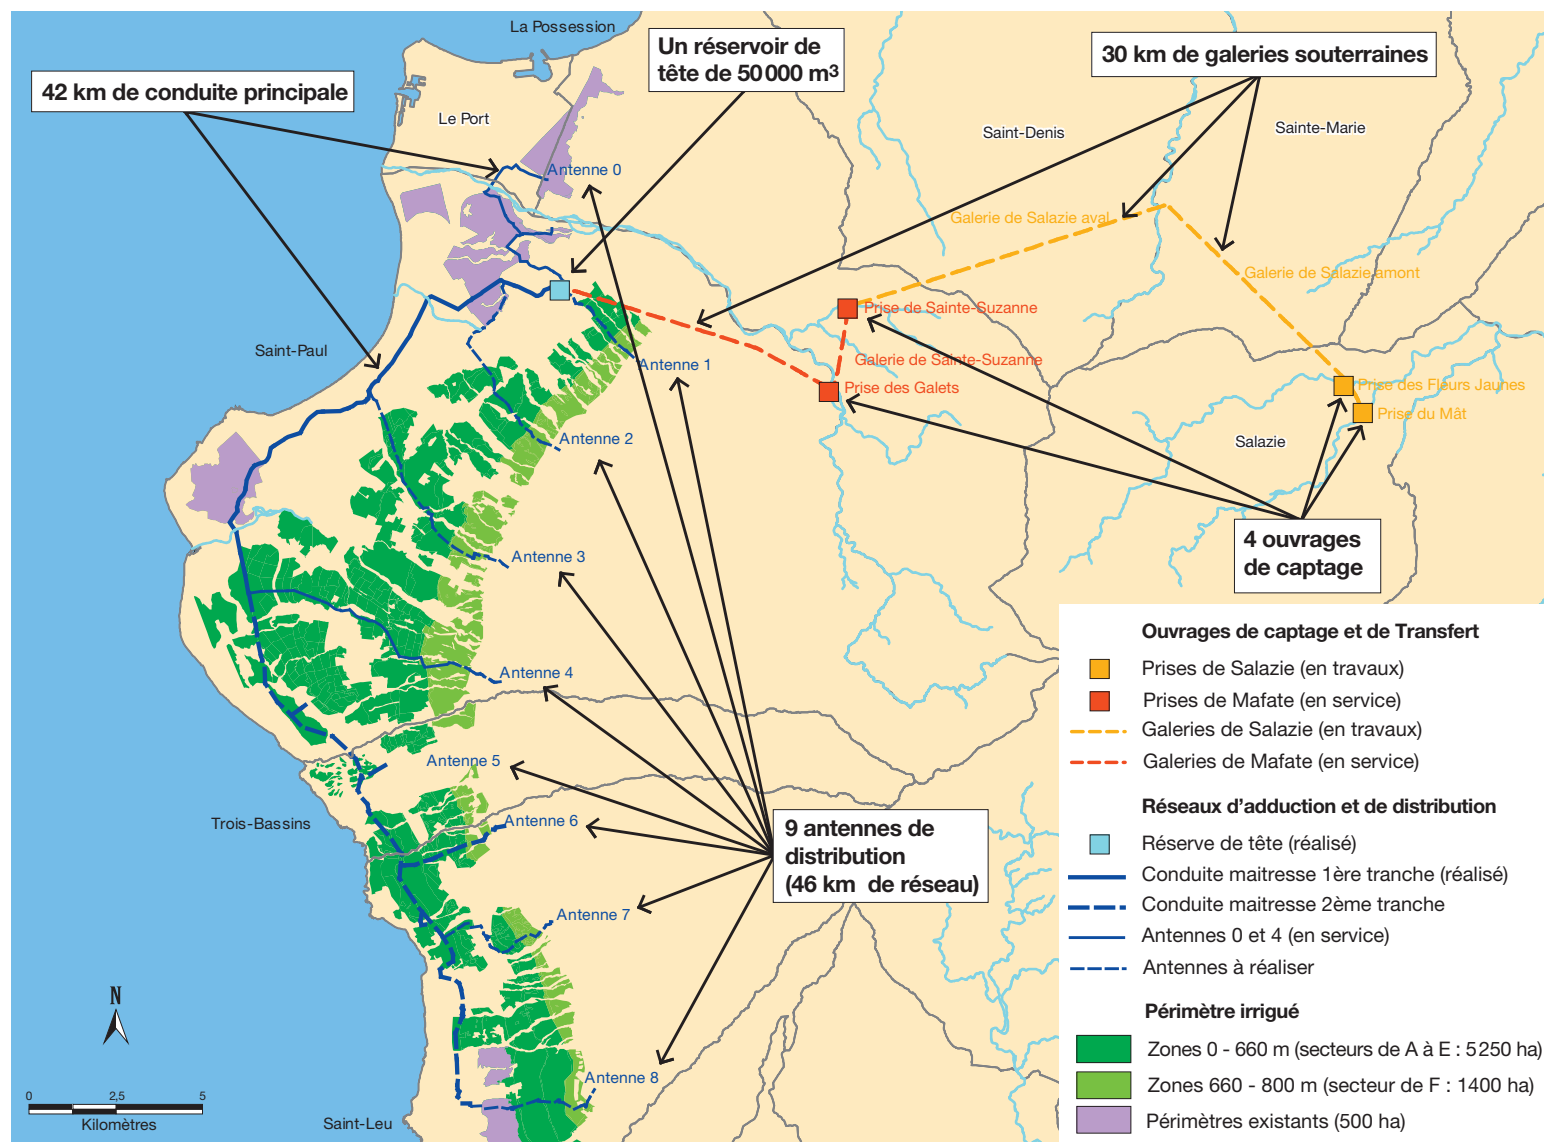 La Possession
Un réservoir de
tête de 50 000 m³
30 km de galeries souterraines
42 km de conduite principale
Le Port
Saint-Denis
Sainte-Marie
Antenne 0
Galerie de Salazie aval
Galerie de Salazie amont
Prise de Sainte-Suzanne
Saint-Paul
Galerie de Sainte-Suzanne
Antenne 1
Prise des Galets
Prise des Fleurs Jaunes
Prise du Mât
Antenne 2
Salazie
4 ouvrages
de captage
Antenne 3
Antenne 4
Antenne 5
Trois-Bassins
Antenne 6
9 antennes de
distribution
(46 km de réseau)
Antenne 7
Antenne 8
Saint-Leu
N
0 2,5 5
Kilomètres
Ouvrages de captage et de Transfert
Prises de Salazie (en travaux)
Prises de Mafate (en service)
Galeries de Salazie (en travaux)
Galeries de Mafate (en service)
Réseaux d'adduction et de distribution
Réserve de tête (réalisé)
Conduite maitresse 1ère tranche (réalisé)
Conduite maitresse 2ème tranche
Antennes 0 et 4 (en service)
Antennes à réaliser
Périmètre irrigué
Zones 0 - 660 m (secteurs de A à E : 5 250 ha)
Zones 660 - 800 m (secteur de F : 1400 ha)
Périmètres existants (500 ha)